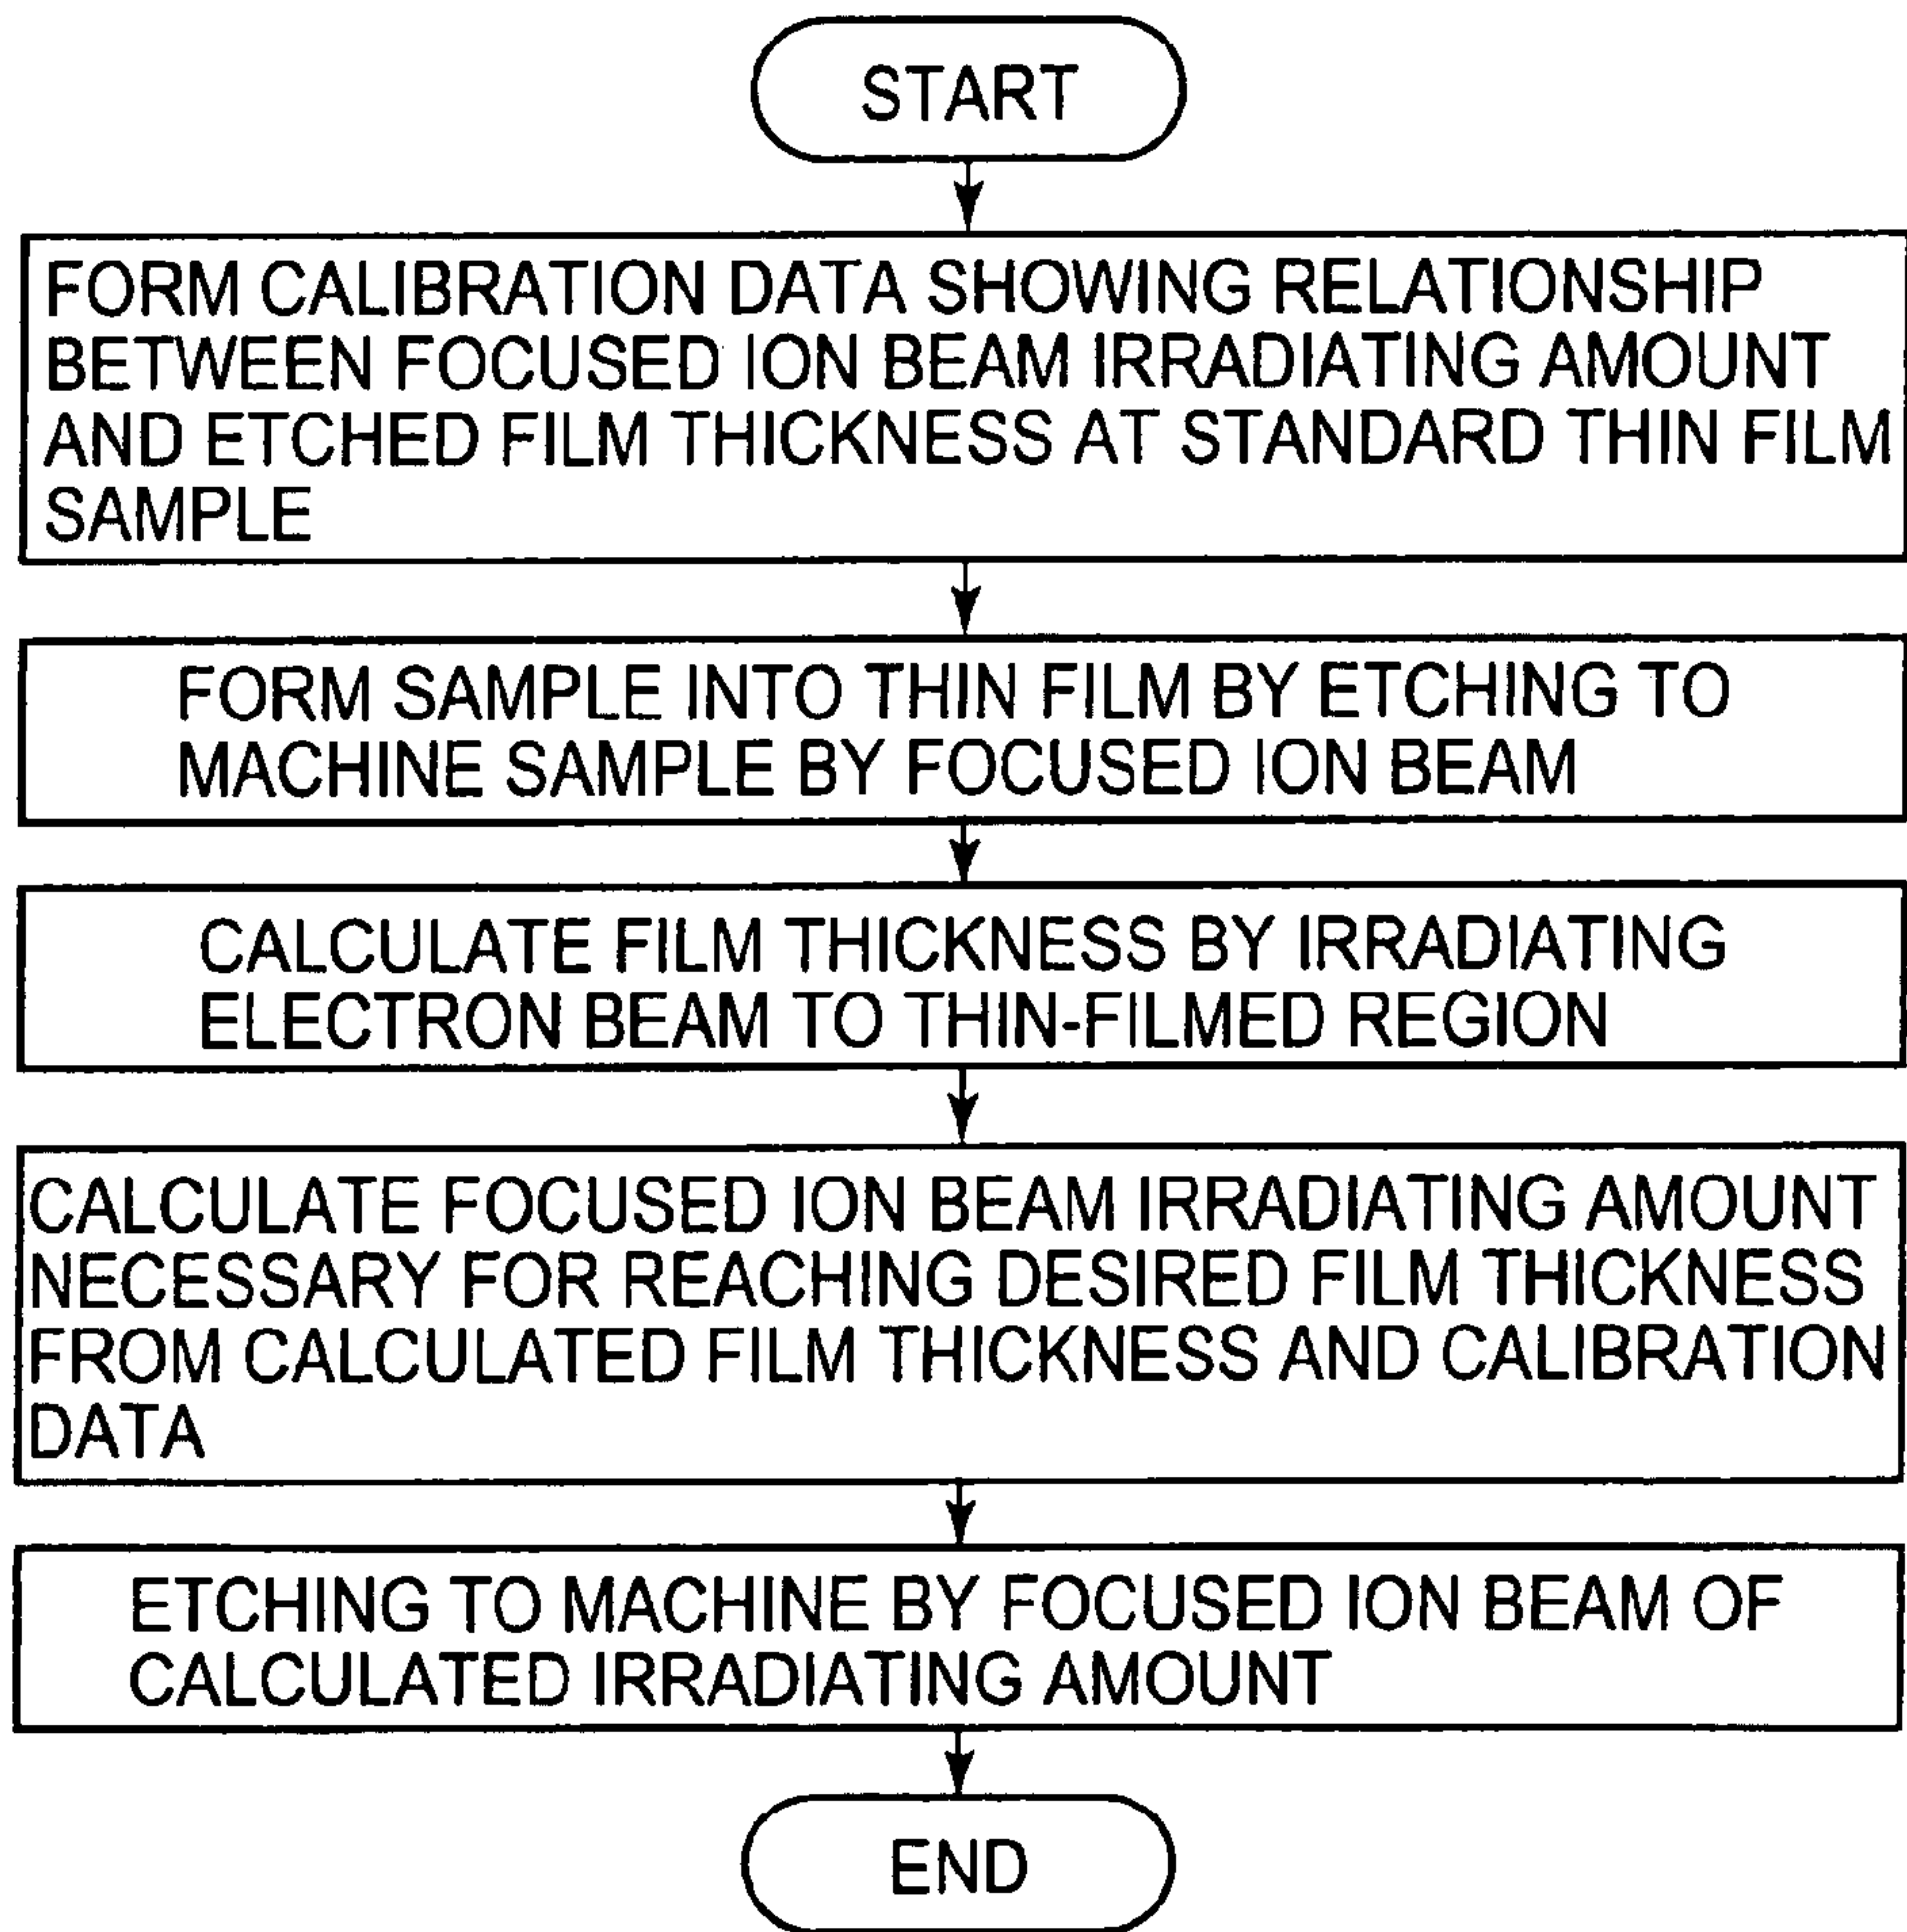 START
FORM CALIBRATION DATA SHOWING RELATIONSHIP
BETWEEN FOCUSED ION BEAM IRRADIATING AMOUNT
AND ETCHED FILM THICKNESS AT STANDARD THIN FILM
SAMPLE
FORM SAMPLE INTO THIN FILM BY ETCHING TO
MACHINE SAMPLE BY FOCUSED ION BEAM
CALCULATE FILM THICKNESS BY IRRADIATING
ELECTRON BEAM TO THIN-FILMED REGION
CALCULATE FOCUSED ION BEAM IRRADIATING AMOUNT
NECESSARY FOR REACHING DESIRED FILM THICKNESS
FROM CALCULATED FILM THICKNESS AND CALIBRATION
DATA
ETCHING TO MACHINE BY FOCUSED ION BEAM OF
CALCULATED IRRADIATING AMOUNT
END